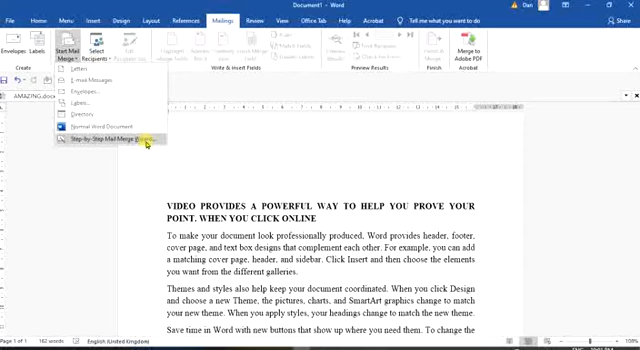 Document1 - Word
Dan
File Home Menu Insert Design Layout References Mailings Review View Office Tab Help Acrobat Tell me what you want to do Share
Envelopes Labels Start Mail Merge Select Recipients Edit Match Fields Find Recipient Merge to Adobe PDF
Write & Insert Fields Preview Results Finish Acrobat
AMAZING.docx
Letters
E-mail Messages
Envelopes...
Labels...
Directory
Normal Word Document
Step-by-Step Mail Merge
VIDEO PROVIDES A POWERFUL WAY TO HELP YOU PROVE YOUR
POINT. WHEN YOU CLICK ONLINE
To make your document look professionally produced, Word provides header, footer,
cover page, and text box designs that complement each other. For example, you can add
a matching cover page, header, and sidebar. Click Insert and then choose the elements
you want from the different galleries.
Themes and styles also help keep your document coordinated. When you click Design
and choose a new Theme, the pictures, charts, and SmartArt graphics change to match
your new theme. When you apply styles, your headings change to match the new theme.
Save time in Word with new buttons that show up where you need them. To change the
Page 1 of 1 162 words English (United Kingdom) 108%